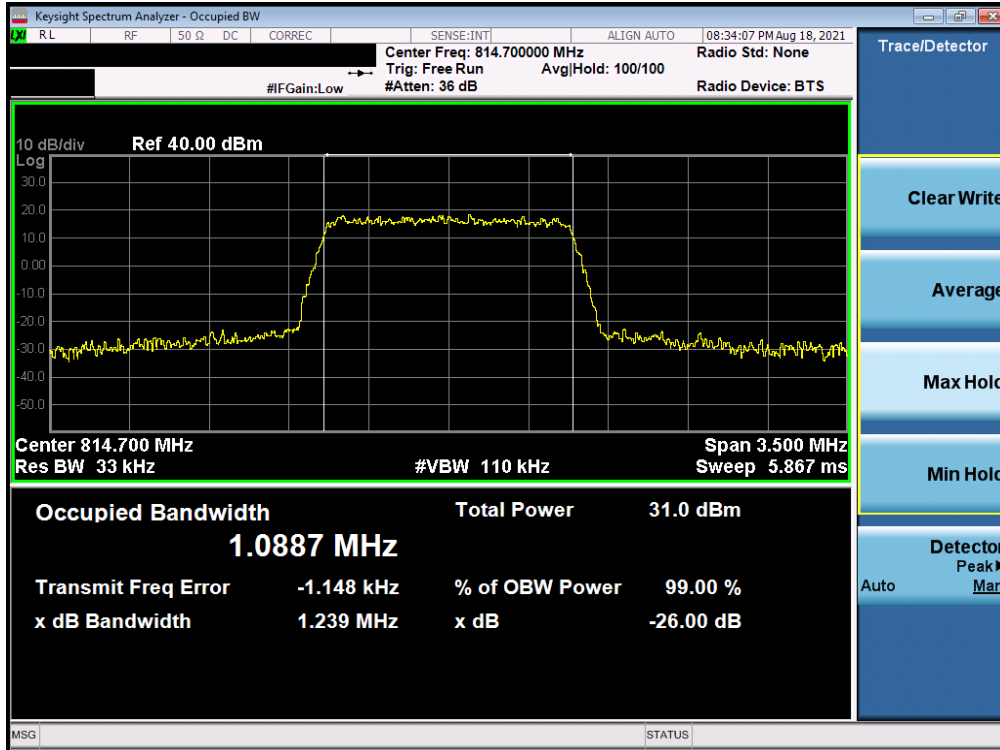 Keysight Spectrum Analyzer - Occupied BW
LXI RL RF 50 Ω DC CORREC SENSE:INT ALIGN AUTO 08:34:07 PM Aug 18, 2021
Center Freq: 814.700000 MHz Radio Std: None
Trig: Free Run Avg|Hold: 100/100
#IFGain:Low #Atten: 36 dB Radio Device: BTS
10 dB/div Ref 40.00 dBm
Log
30.0
20.0
10.0
0.00
-10.0
-20.0
-30.0
-40.0
-50.0
Center 814.700 MHz Span 3.500 MHz
Res BW 33 kHz #VBW 110 kHz Sweep 5.867 ms
Occupied Bandwidth Total Power 31.0 dBm
1.0887 MHz
Transmit Freq Error -1.148 kHz % of OBW Power 99.00 %
x dB Bandwidth 1.239 MHz x dB -26.00 dB
MSG STATUS
Trace/Detector
Clear Write
Average
Max Hold
Min Hold
Detector
Peak
Auto Man